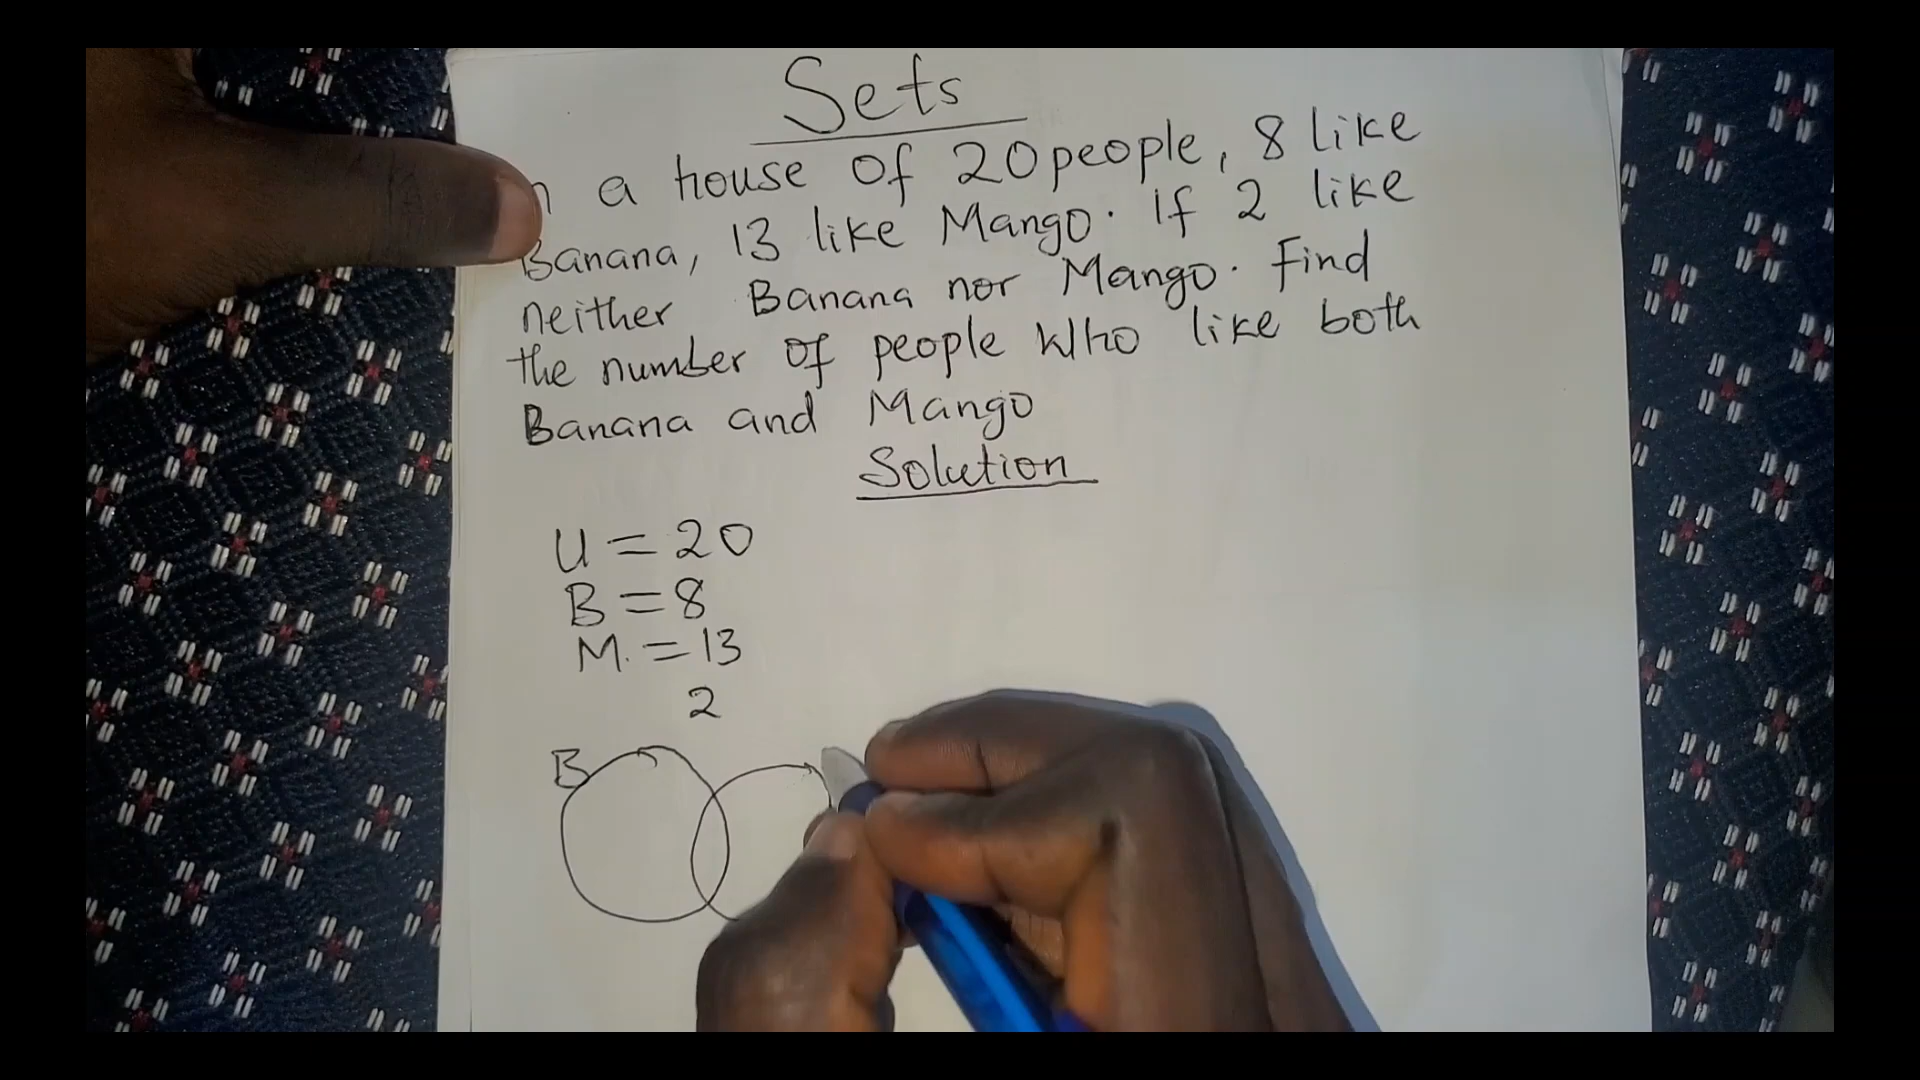 Sets
a house of 20 people, 8 like
Banana, 13 like Mango. If 2 like
neither Banana nor Mango. Find
the number of people Who like both
Banana and Mango
Solution
U = 20
B = 8
M. = 13
2
B